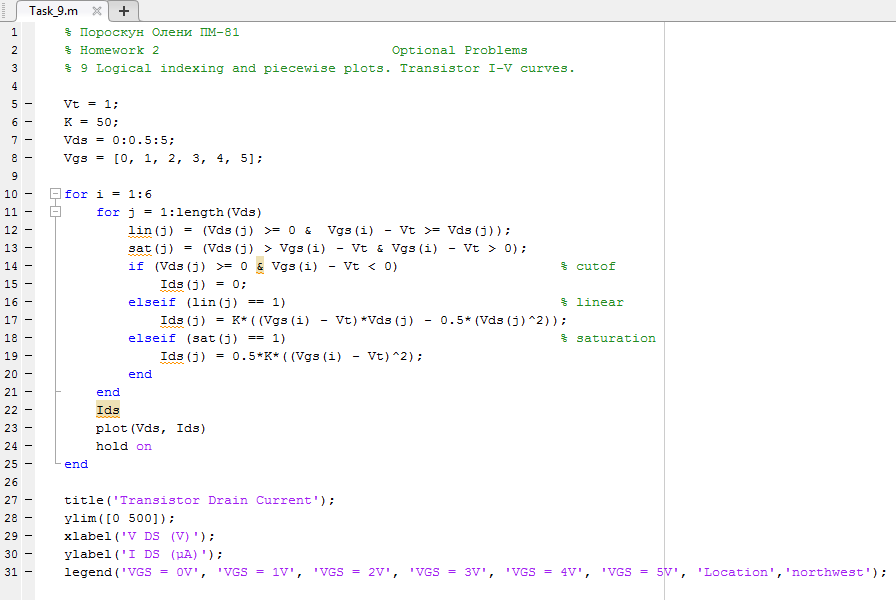 Task_9.m
1 % Пороскун Олени ПМ-81
2 % Homework 2 Optional Problems
3 % 9 Logical indexing and piecewise plots. Transistor I-V curves.
4
5 Vt = 1;
6 K = 50;
7 Vds = 0:0.5:5;
8 Vgs = [0, 1, 2, 3, 4, 5];
9
10 for i = 1:6
11 for j = 1:length(Vds)
12 lin(j) = (Vds(j) >= 0 & Vgs(i) - Vt >= Vds(j));
13 sat(j) = (Vds(j) > Vgs(i) - Vt & Vgs(i) - Vt > 0);
14 if (Vds(j) >= 0 & Vgs(i) - Vt < 0) % cutof
15 Ids(j) = 0;
16 elseif (lin(j) == 1) % linear
17 Ids(j) = K*((Vgs(i) - Vt)*Vds(j) - 0.5*(Vds(j)^2));
18 elseif (sat(j) == 1) % saturation
19 Ids(j) = 0.5*K*((Vgs(i) - Vt)^2);
20 end
21 end
22 Ids
23 plot(Vds, Ids)
24 hold on
25 end
26
27 title('Transistor Drain Current');
28 ylim([0 500]);
29 xlabel('V DS (V)');
30 ylabel('I DS (µA)');
31 legend('VGS = 0V', 'VGS = 1V', 'VGS = 2V', 'VGS = 3V', 'VGS = 4V', 'VGS = 5V', 'Location','northwest');